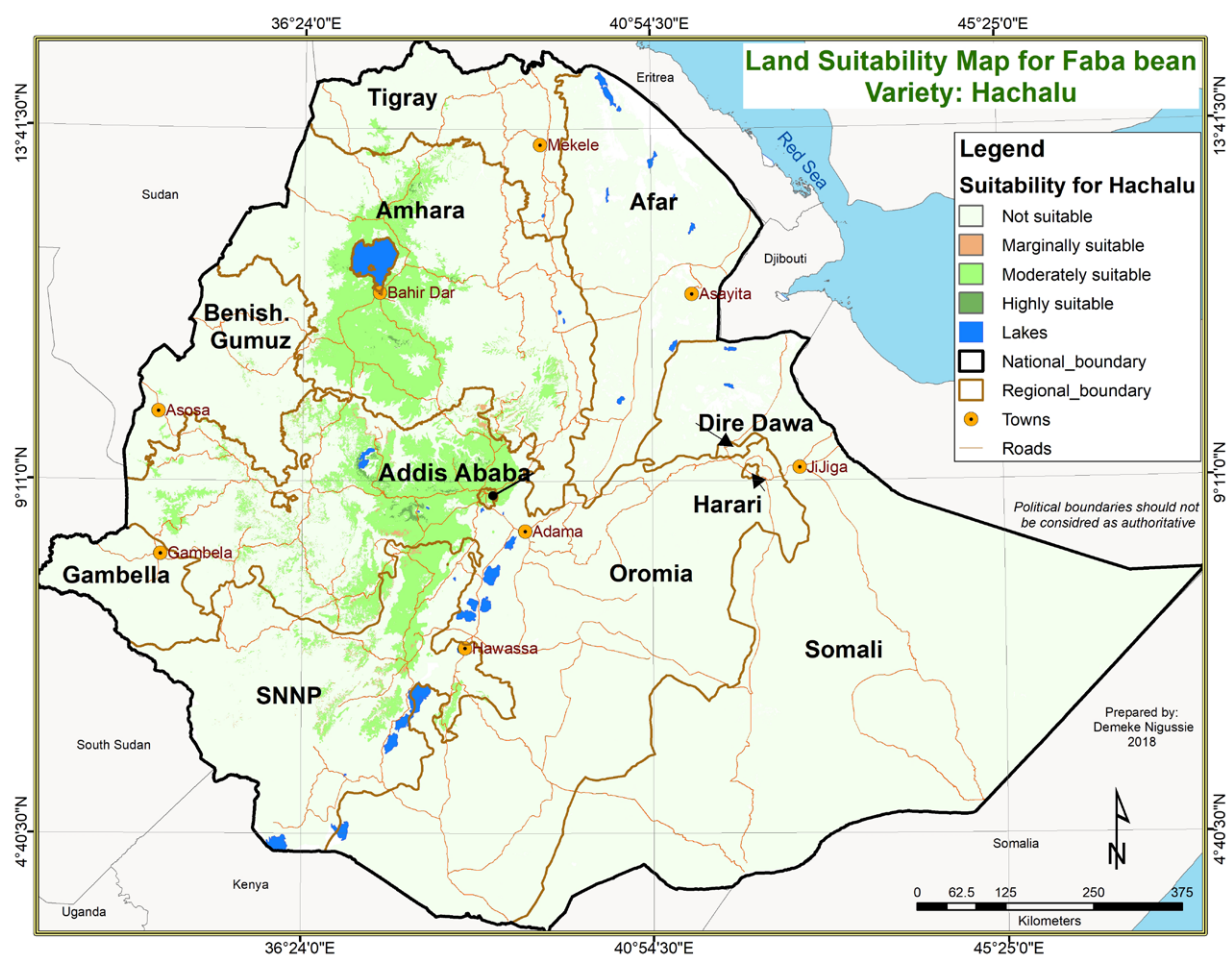 36°24'0"E
40°54'30"E
45°25'0"E
Land Suitability Map for Faba bean
Variety: Hachalu
13°41'30"N
13°41'30"N
Eritrea
Red Sea
Tigray
Mekele
Sudan
Amhara
Afar
Djibouti
Legend
Suitability for Hachalu
Not suitable
Marginally suitable
Moderately suitable
Highly suitable
Lakes
National_boundary
Regional_boundary
Towns
Roads
Bahir Dar
Asayita
Benish.
Gumuz
Asosa
Dire Dawa
Addis Ababa
JiJiga
9°11'0"N
9°11'0"N
Harari
Political boundaries should not
be considred as authoritative
Adama
Gambela
Gambella
Oromia
Hawassa
Somali
SNNP
Prepared by:
Demeke Nigussie
2018
South Sudan
4°40'30"N
4°40'30"N
Somalia
N
Kenya
Uganda
0 62.5 125 250 375
Kilometers
36°24'0"E
40°54'30"E
45°25'0"E